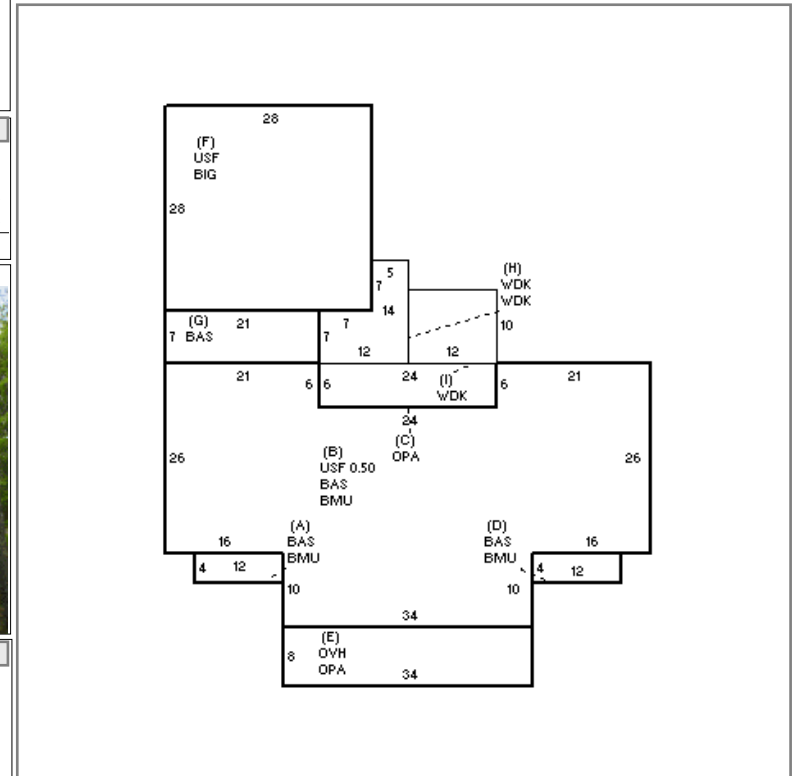 28
(F)
USF
BIG
28
(H)
WDK
WDK
5
7
14
10
(G)
BAS
21
7
7
7
12
12
21
6
6
24
(I)
WDK
6
21
24
(C)
OPA
26
(B)
USF 0.50
BAS
BMU
26
16
(A)
BAS
BMU
(D)
BAS
BMU
16
4
12
4
12
10
10
34
(E)
OVH
OPA
8
34